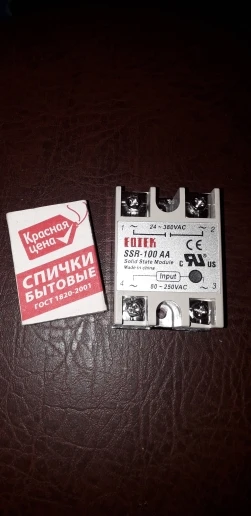 Красная
цена
СПИЧКИ
БЫТОВЫЕ
ГОСТ 1820-2001
24~380VAC
1 ~ ~ 2
FOTEK
SSR-100 AA
Solid State Module
Made in china
CE
c UL US
Input
4 ~ ~ 3
80~250VAC